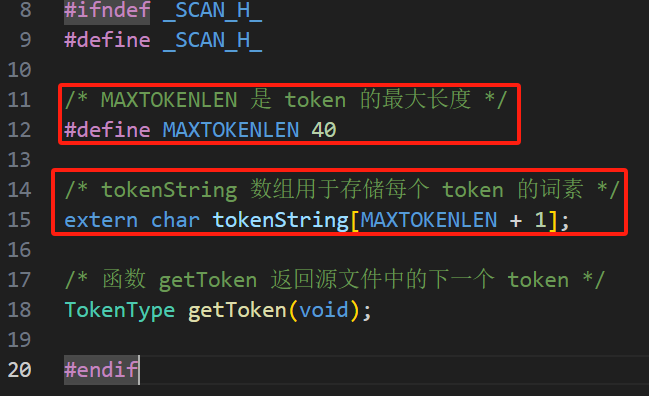 8 #ifndef _SCAN_H_
9 #define _SCAN_H_
10
11 /* MAXTOKENLEN 是 token 的最大长度 */
12 #define MAXTOKENLEN 40
13
14 /* tokenString 数组用于存储每个 token 的词素 */
15 extern char tokenString[MAXTOKENLEN + 1];
16
17 /* 函数 getToken 返回源文件中的下一个 token */
18 TokenType getToken(void);
19
20 #endif